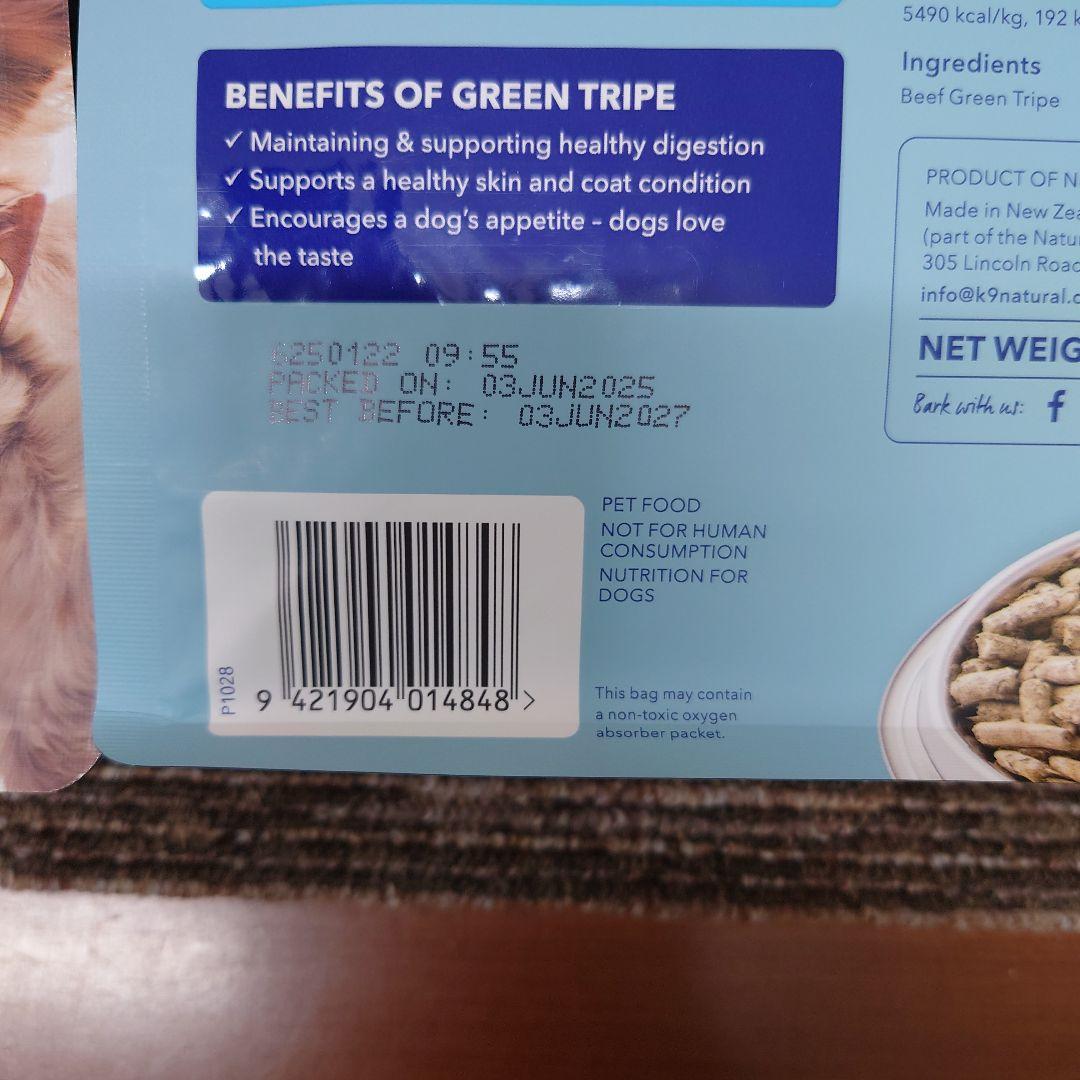 5490 kcal/kg, 192
BENEFITS OF GREEN TRIPE
✓ Maintaining & supporting healthy digestion
✓ Supports a healthy skin and coat condition
✓ Encourages a dog's appetite – dogs love
the taste
Ingredients
Beef Green Tripe
PRODUCT OF
Made in New
(part of the
305 Lincoln
info@k9natural.c
NET
Bark with us: f
250122 09:55
PACKED ON: 03JUN2025
BEST BEFORE: 03JUN2027
PET FOOD
NOT FOR HUMAN
CONSUMPTION
NUTRITION FOR
DOGS
This bag may contain
a non-toxic oxygen
absorber packet.
P1028
9 421904 014848 >